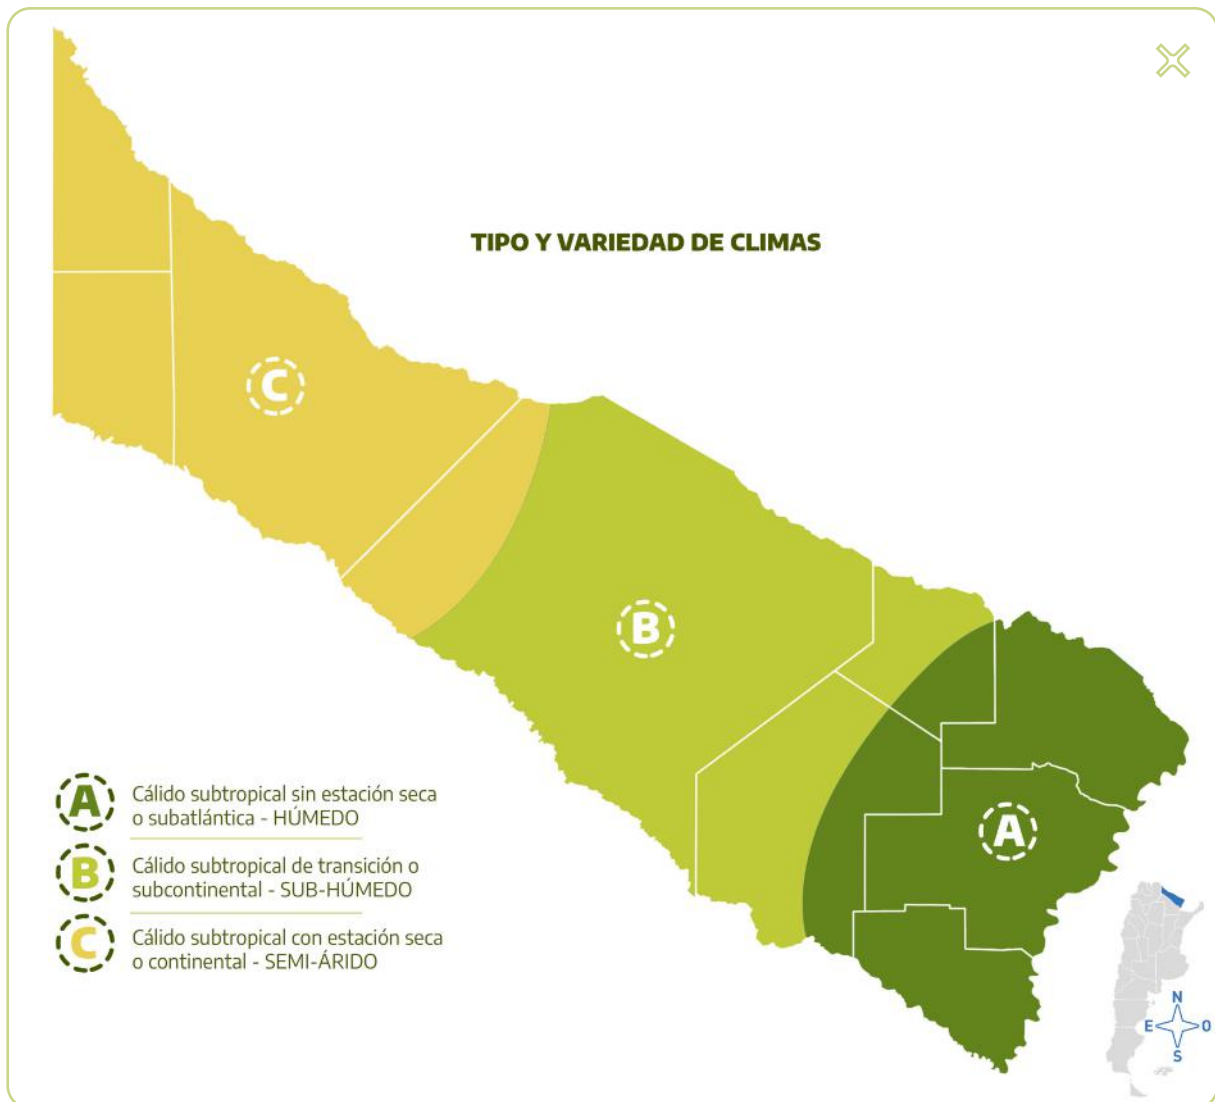 TIPO Y VARIEDAD DE CLIMAS
C
B
A
A
Cálido subtropical sin estación seca
o subatlántica - HÚMEDO
B
Cálido subtropical de transición o
subcontinental - SUB-HÚMEDO
C
Cálido subtropical con estación seca
o continental - SEMI-ÁRIDO
N
E
O
S